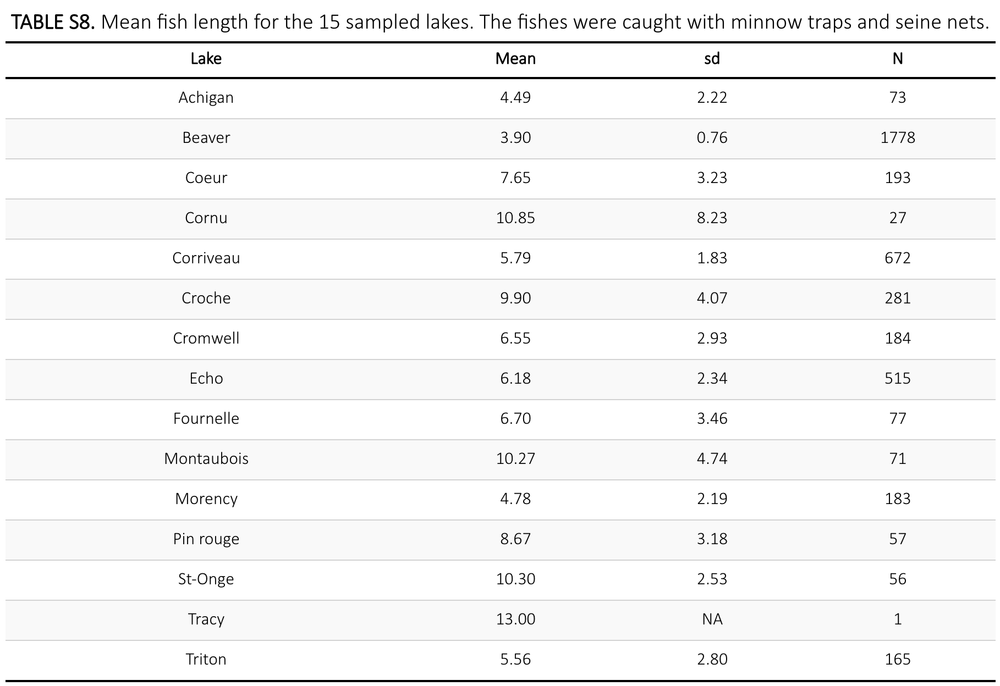 TABLE S8. Mean fish length for the 15 sampled lakes. The fishes were caught with minnow traps and seine nets.
Lake Mean sd N
Achigan 4.49 2.22 73
Beaver 3.90 0.76 1778
Coeur 7.65 3.23 193
Cornu 10.85 8.23 27
Corriveau 5.79 1.83 672
Croche 9.90 4.07 281
Cromwell 6.55 2.93 184
Echo 6.18 2.34 515
Fournelle 6.70 3.46 77
Montaubois 10.27 4.74 71
Morency 4.78 2.19 183
Pin rouge 8.67 3.18 57
St-Onge 10.30 2.53 56
Tracy 13.00 NA 1
Triton 5.56 2.80 165